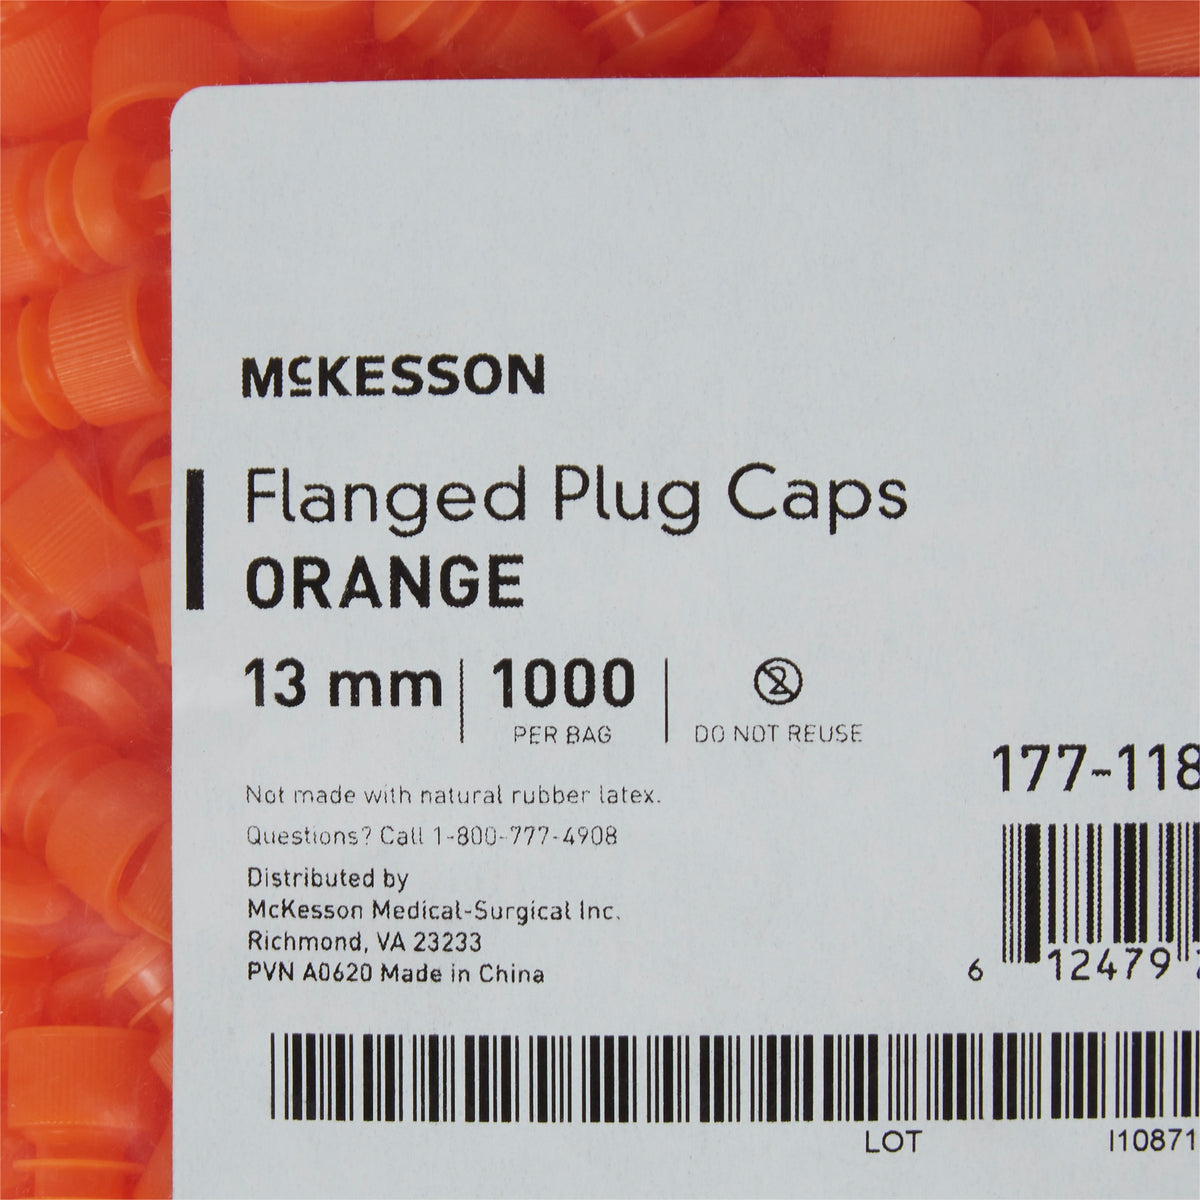 McKESSON
Flanged Plug Caps
ORANGE
13 mm
1000
PER BAG
2
DO NOT REUSE
177-118
Not made with natural rubber latex.
Questions? Call 1-800-777-4908
Distributed by
McKesson Medical-Surgical Inc.
Richmond, VA 23233
PVN A0620 Made in China
6 12479
LOT I10871